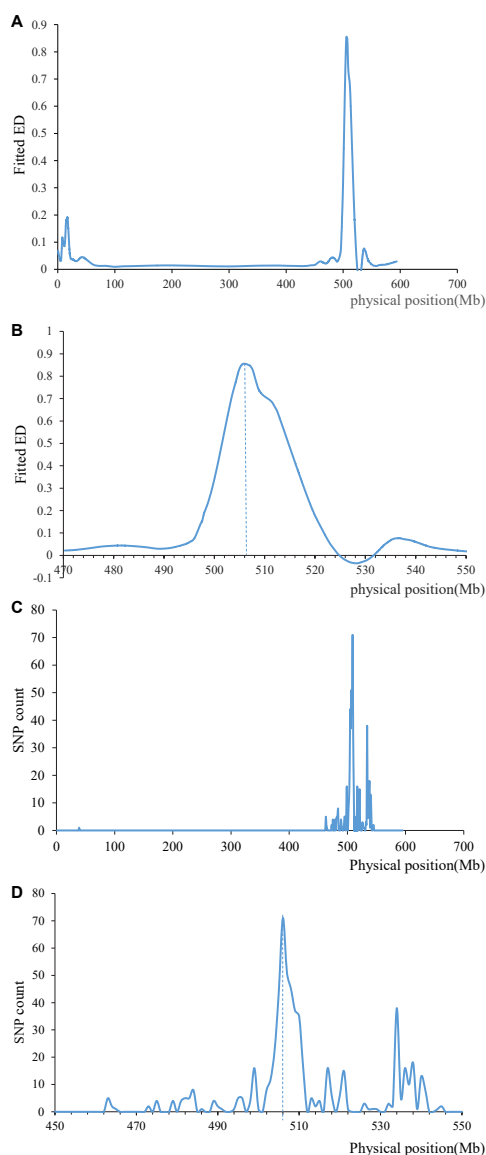 A
0.9
0.8
0.7
0.6
0.5
0.4
0.3
0.2
0.1
0
Fitted ED
0 100 200 300 400 500 600 700
physical position(Mb)
B
1
0.9
0.8
0.7
0.6
0.5
0.4
0.3
0.2
0.1
0
-0.1
Fitted ED
470 480 490 500 510 520 530 540 550
physical position(Mb)
C
80
70
60
50
40
30
20
10
0
SNP count
0 100 200 300 400 500 600 700
Physical position(Mb)
D
80
70
60
50
40
30
20
10
0
SNP count
450 470 490 510 530 550
Physical position(Mb)